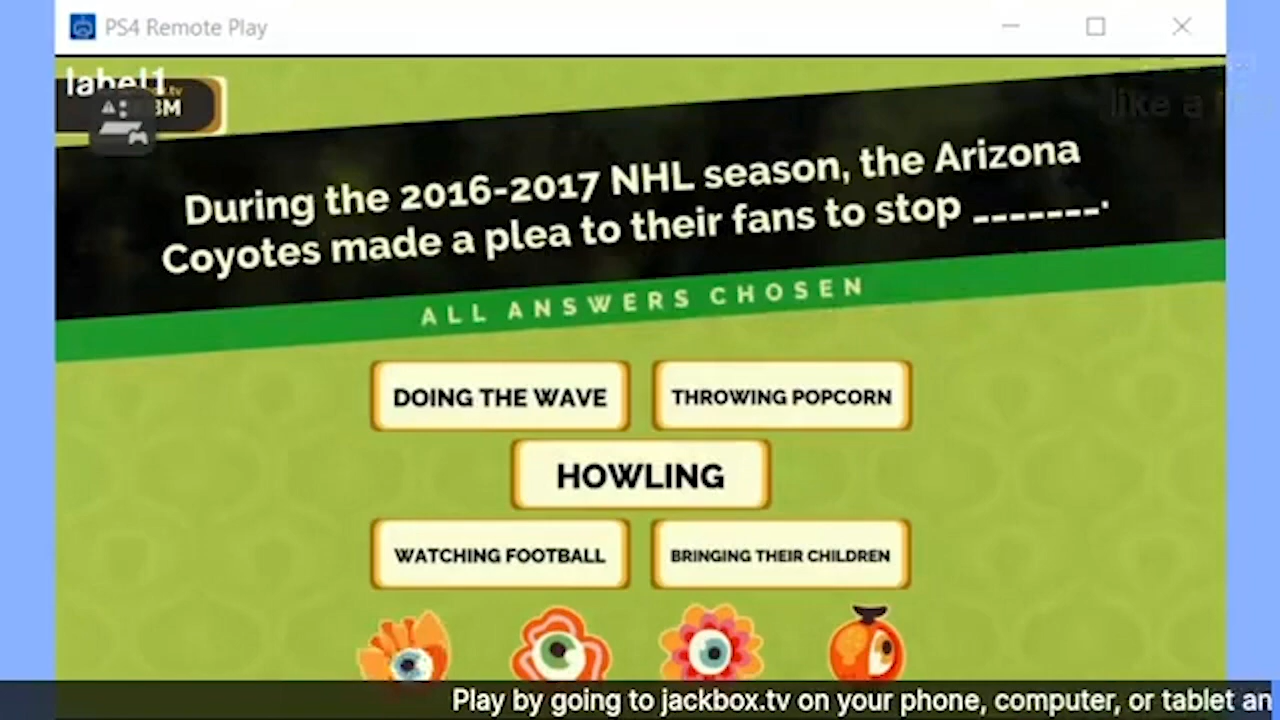 PS4 Remote Play
label1
During the 2016-2017 NHL season, the Arizona
Coyotes made a plea to their fans to stop _______.
ALL ANSWERS CHOSEN
DOING THE WAVE
THROWING POPCORN
HOWLING
WATCHING FOOTBALL
BRINGING THEIR CHILDREN
like a
Play by going to jackbox.tv on your phone, computer, or tablet an